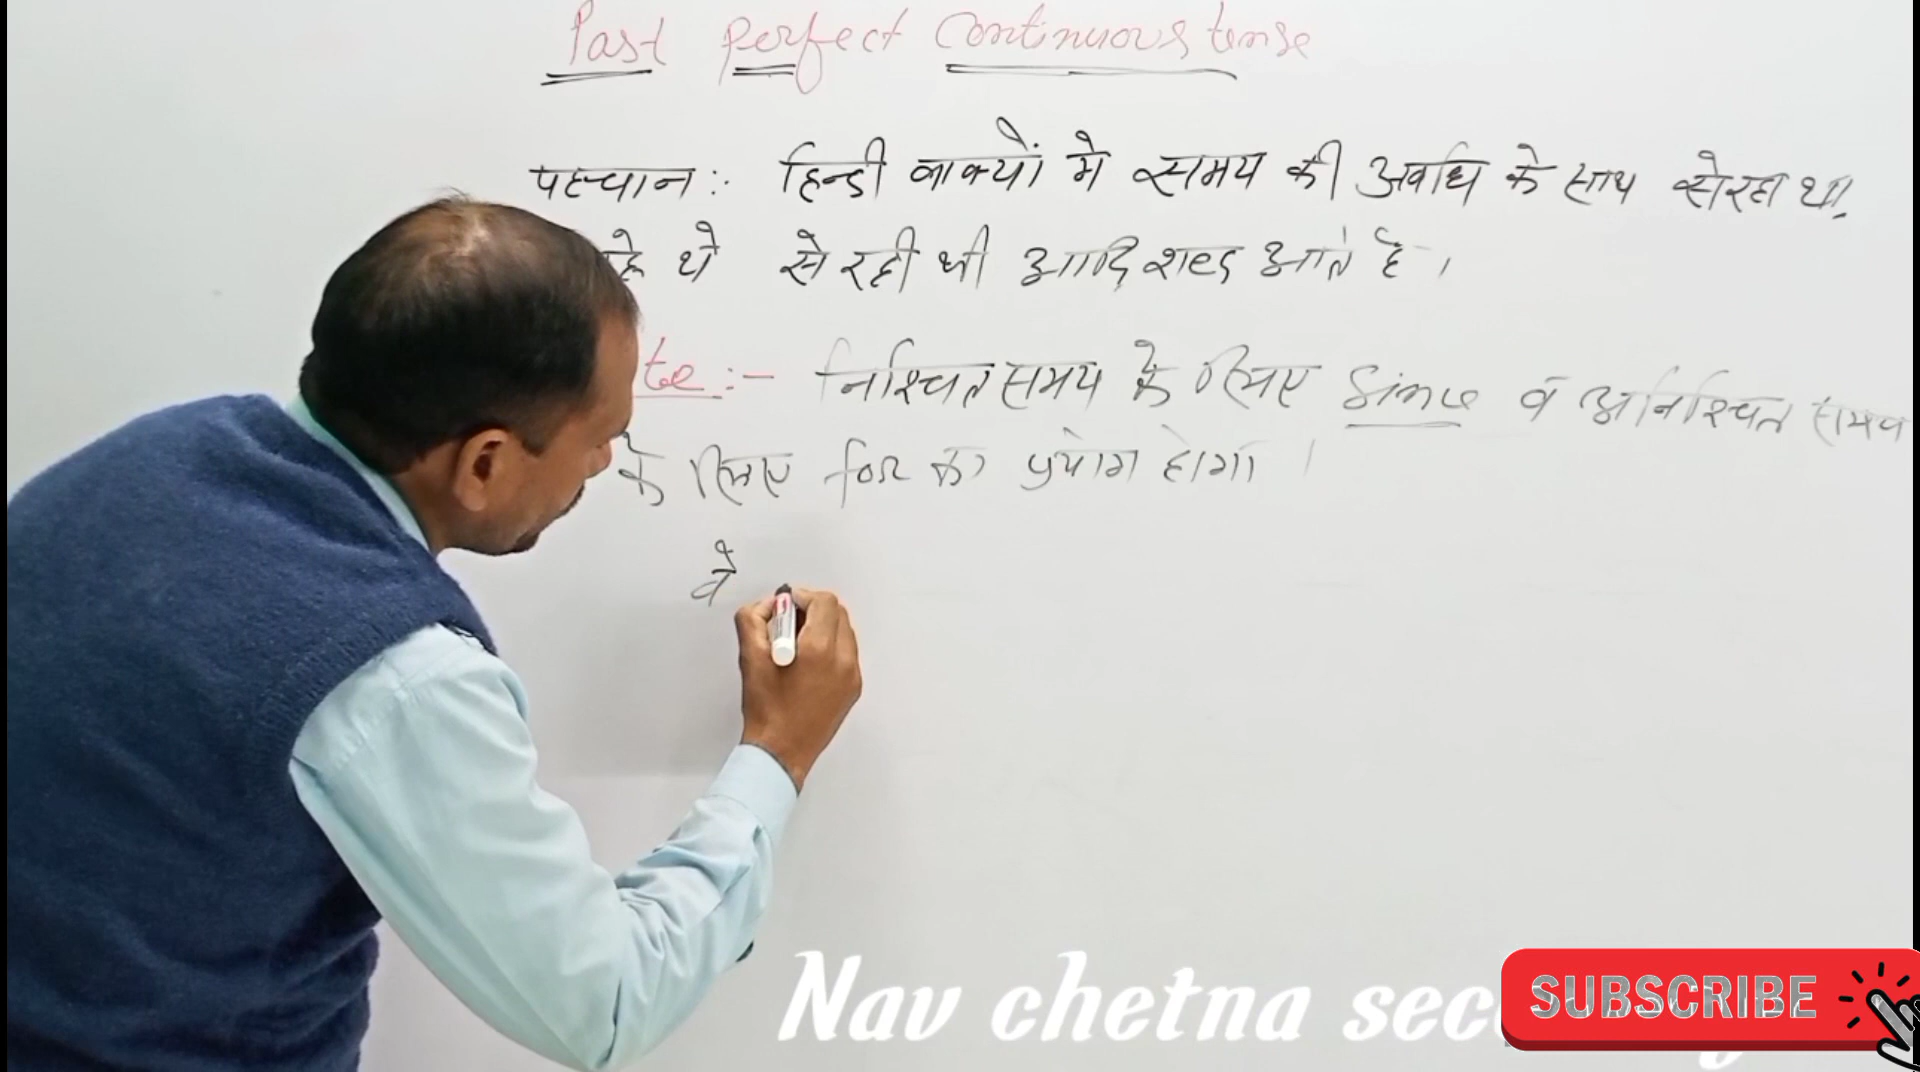 Past perfect continuous tense
पहचान :- हिन्दी वाक्यों मे समय की अवधि के साथ से रहा था,
हे थे से रही थी आदि शब्द आते है।
te :- निश्चित समय के लिए Since व अनिश्चित समय
के लिए for का प्रयोग होगा।
वे
Nav chetna sec
SUBSCRIBE